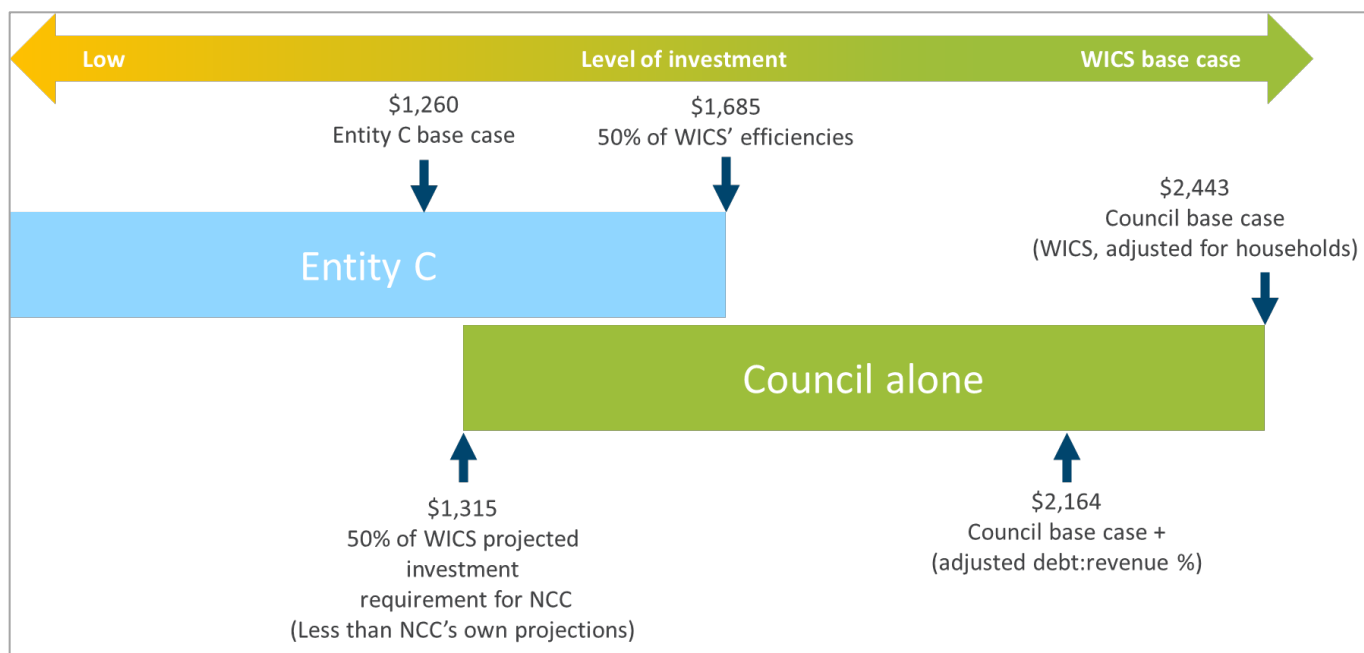 Low
Level of investment
WICS base case
$1,260
Entity C base case
$1,685
50% of WICS’ efficiencies
$2,443
Council base case
(WICS, adjusted for households)
Entity C
Council alone
$1,315
50% of WICS projected
investment
requirement for NCC
(Less than NCC’s own projections)
$2,164
Council base case +
(adjusted debt:revenue %)